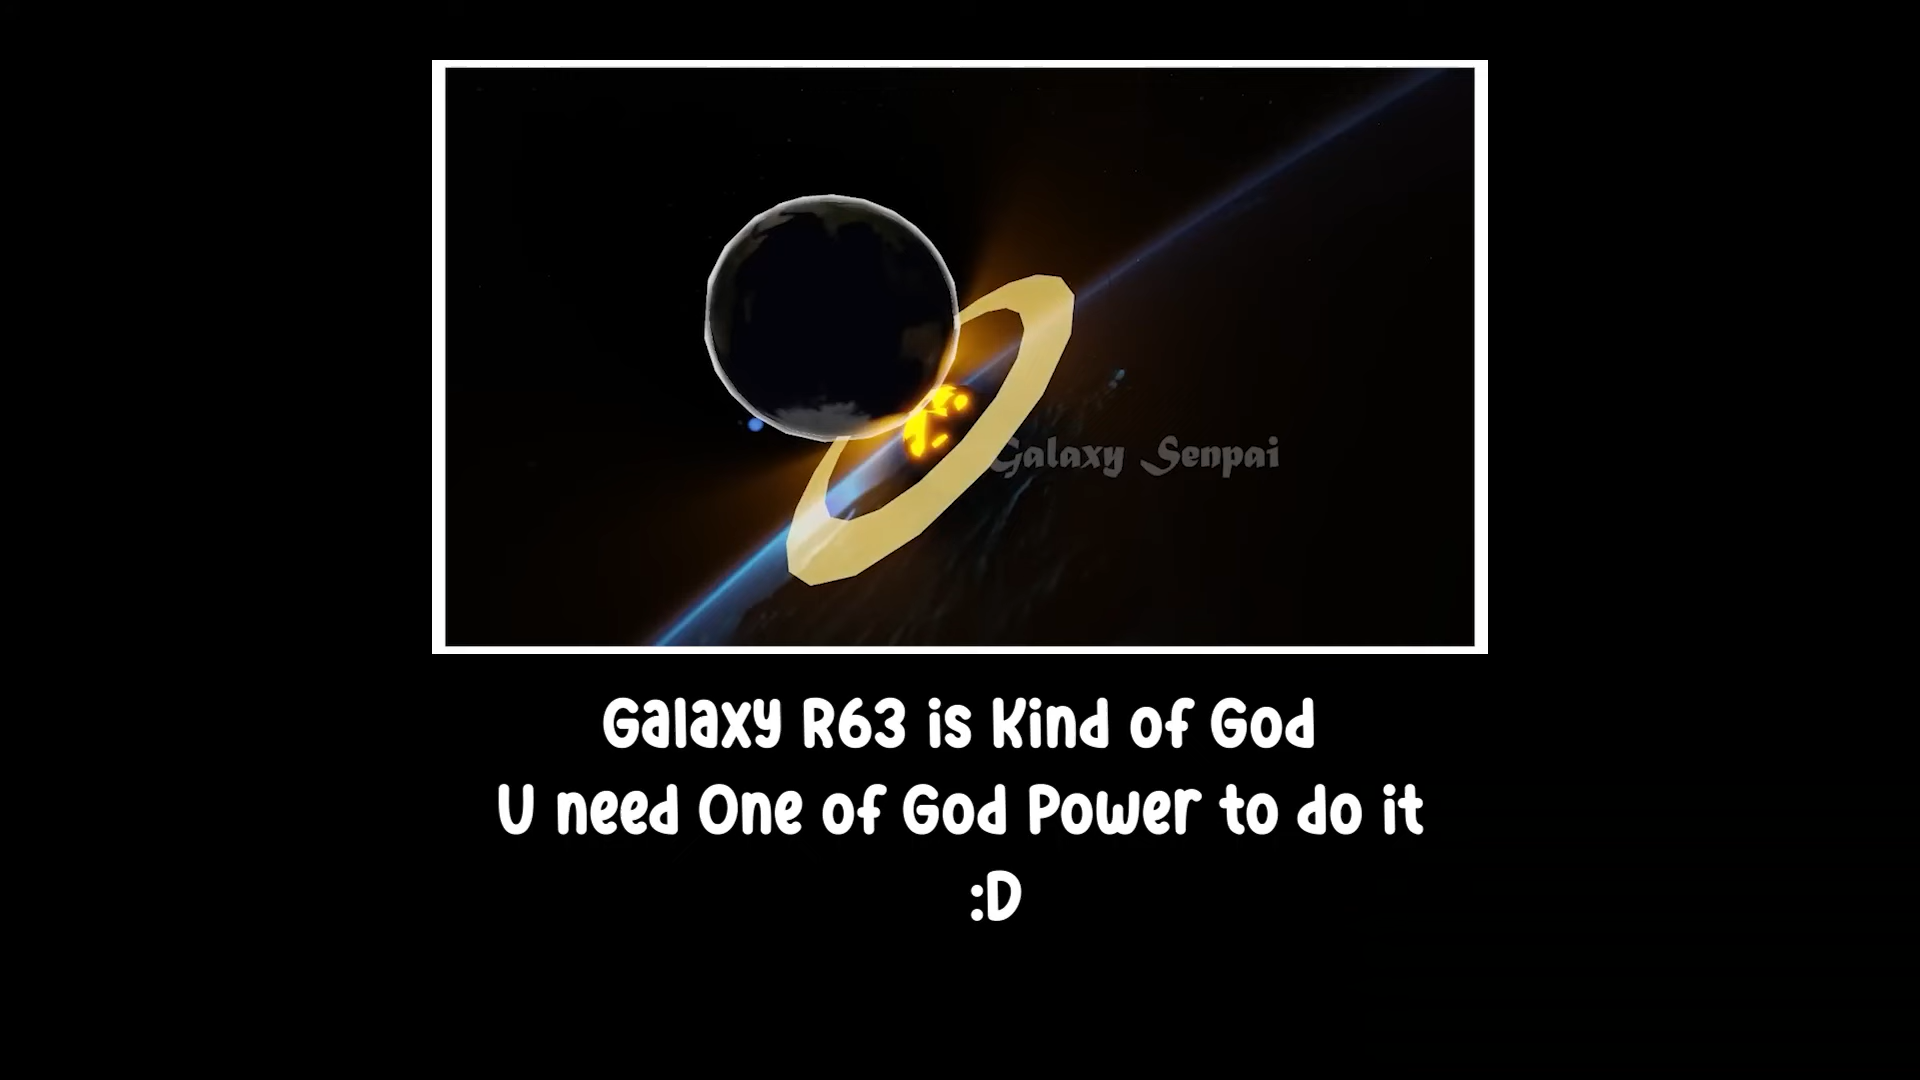 Galaxy Senpai
Galaxy R63 is Kind of God
U need One of God Power to do it
:D